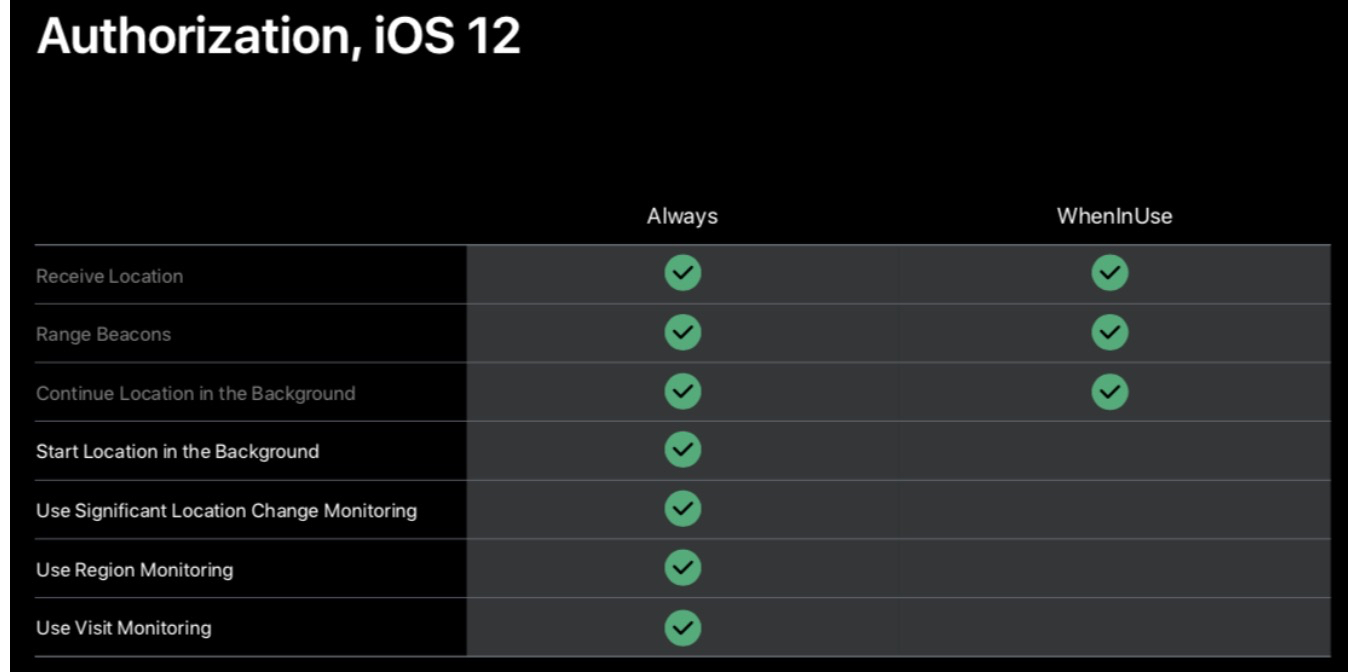 Authorization, iOS 12
Always WhenInUse
Receive Location
Range Beacons
Continue Location in the Background
Start Location in the Background
Use Significant Location Change Monitoring
Use Region Monitoring
Use Visit Monitoring